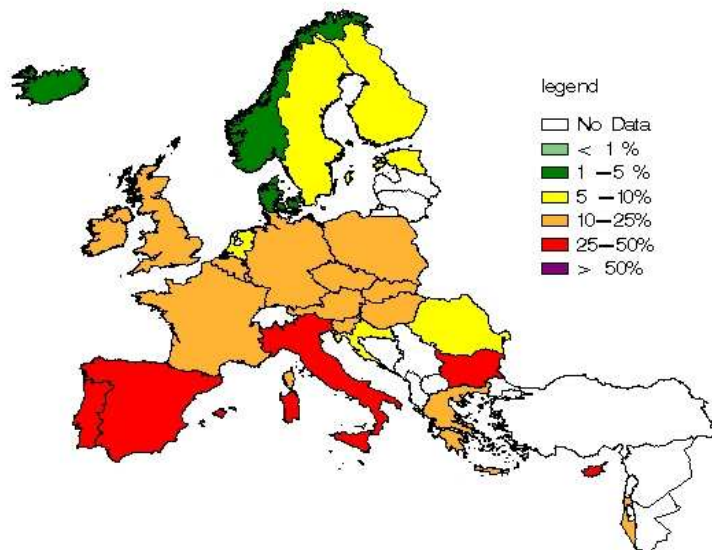 legend
No Data
< 1 %
1 –5 %
5 –10%
10–25%
25–50%
> 50%